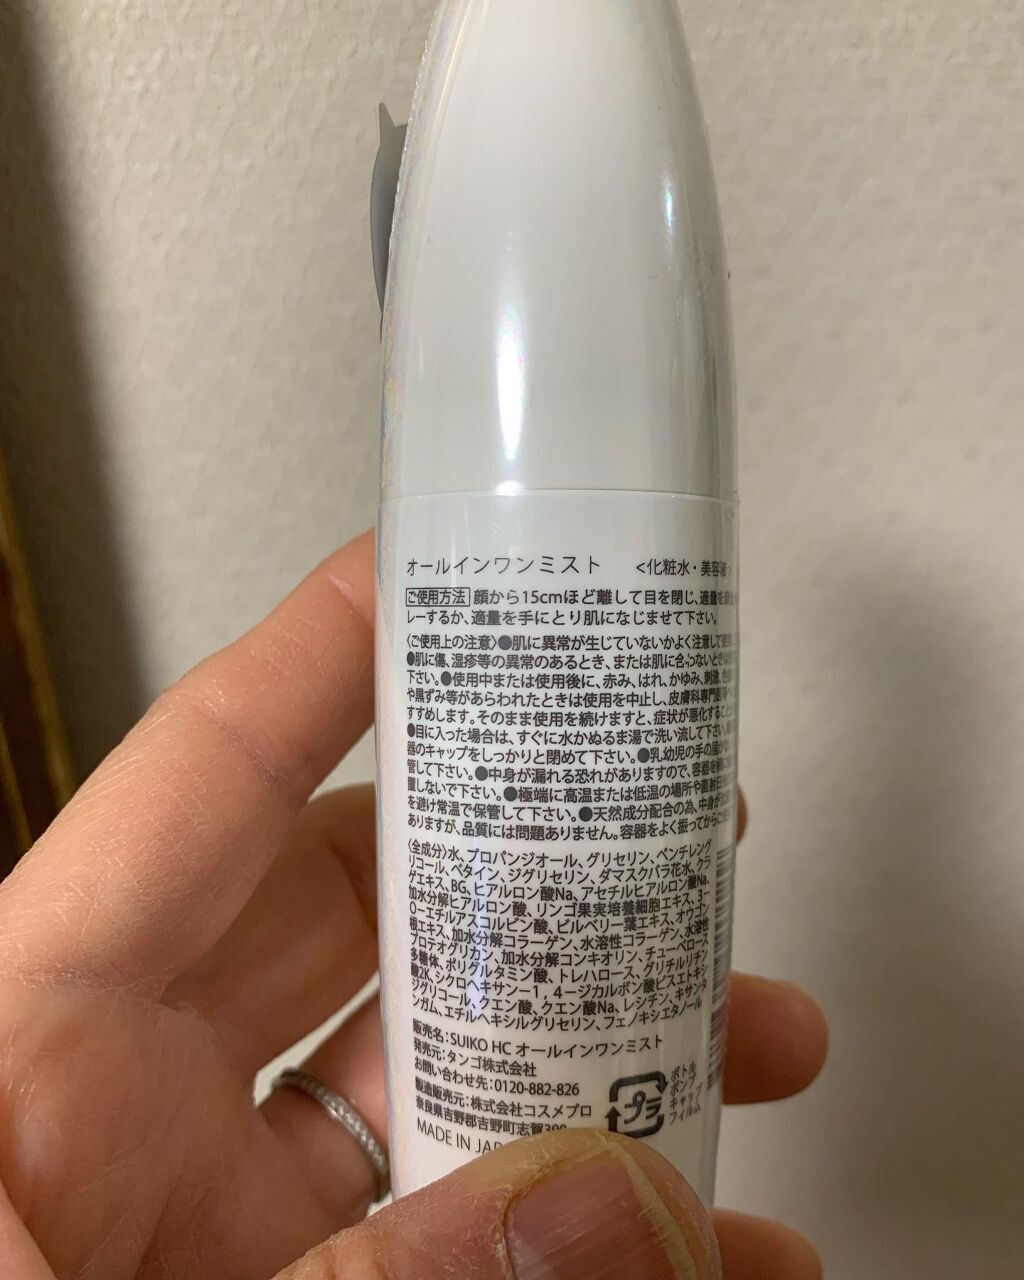 オールインワンミスト <化粧水・美容液>
ご使用方法 顔から15cmほど離して目を閉じ、適量を顔
レーするか、適量を手にとり肌になじませて下さい。
〈ご使用上の注意〉●肌に異常が生じていないかよく注意して使用
●肌に傷、湿疹等の異常のあるとき、または肌に合わないときは
下さい。●使用中または使用後に、赤み、はれ、かゆみ、刺激、色
や黒ずみ等があらわれたときは使用を中止し、皮膚科専門医等へ
すすめします。そのまま使用を続けますと、症状が悪化すること
●目に入った場合は、すぐに水かぬるま湯で洗い流して下さい。
器のキャップをしっかりと閉めて下さい。●乳幼児の手の届か
管して下さい。●中身が漏れる恐れがありますので、容器を横に
置しないで下さい。●極端に高温または低温の場所や直射日光
を避け常温で保管して下さい。●天然成分配合の為、中身が
ありますが、品質には問題ありません。容器をよく振ってから
〈全成分〉水、プロパンジオール、グリセリン、ペンチレング
リコール、ベタイン、ジグリセリン、ダマスクバラ花水、クラ
ゲエキス、BG、ヒアルロン酸Na、アセチルヒアルロン酸Na、
加水分解ヒアルロン酸、リンゴ果実培養細胞エキス、3－
O－エチルアスコルビン酸、ビルベリー葉エキス、オウゴン
根エキス、加水分解コラーゲン、水溶性コラーゲン、水溶性
プロテオグリカン、加水分解コンキオリン、チューベロース
多糖体、ポリグルタミン酸、トレハロース、グリチルリチン
酸2K、シクロヘキサン－1，4－ジカルボン酸ビスエトキシ
ジグリコール、クエン酸、クエン酸Na、レシチン、キサンタ
ンガム、エチルヘキシルグリセリン、フェノキシエタノール
販売名：SUIKO HC オールインワンミスト
発売元：タンゴ株式会社
お問い合わせ先：0120-882-826
製造販売元：株式会社コスメプロ
奈良県吉野郡吉野町志賀
MADE IN JAP
プラ
ボトル
ポンプ
キャップ
フィルム